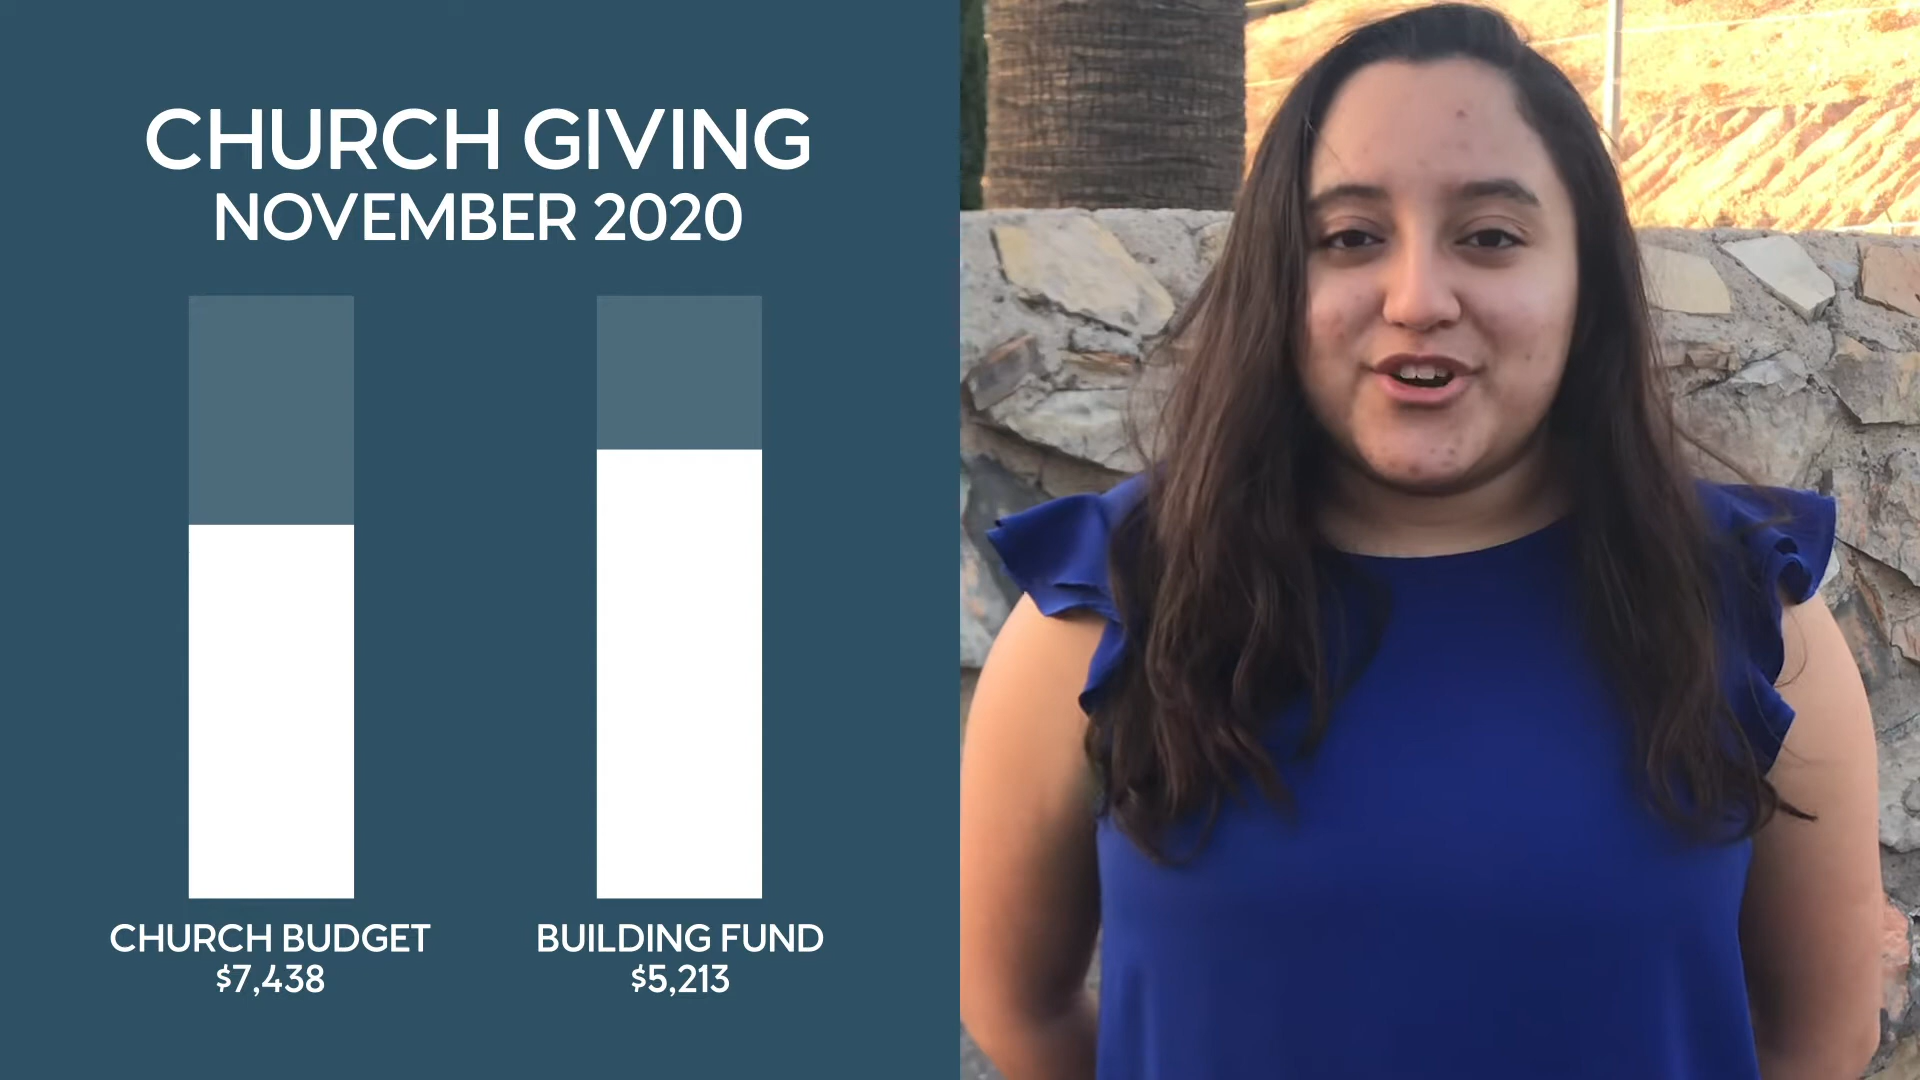 CHURCH GIVING
NOVEMBER 2020
CHURCH BUDGET
$7,438
BUILDING FUND
$5,213